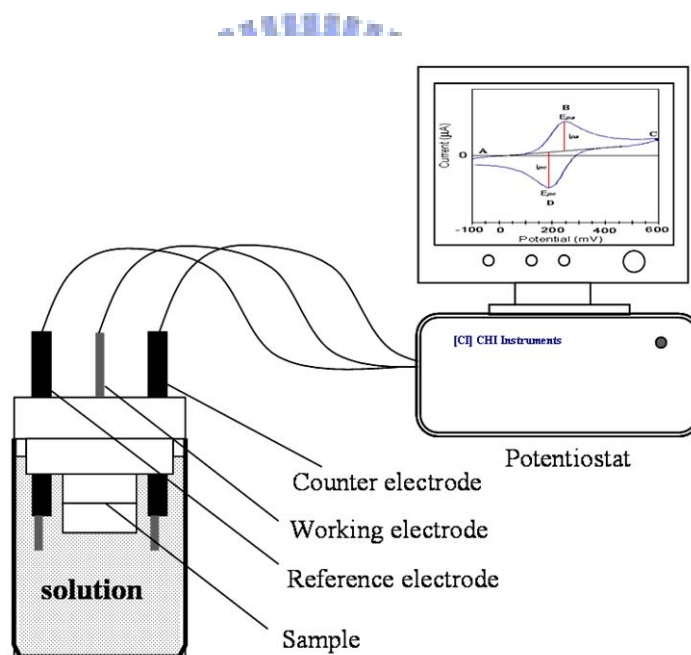 B
Epa
C
A
ipa
0
ipc
Epc
D
Current (µA)
-100 0 200 400 600
Potential (mV)
[CI] CHI Instruments
Potentiostat
Counter electrode
Working electrode
Reference electrode
Sample
solution